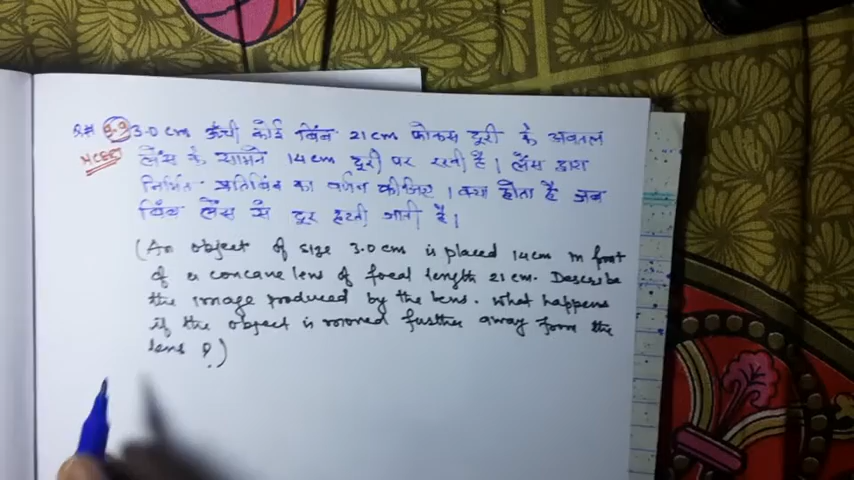 Q# 9.9 3.0 cm ऊँची कोई बिंब 21 cm फोकस दूरी के अवतल
NCERT लेंस के सामने 14 cm दूरी पर रखी है। लेंस द्वारा
निर्मित प्रतिबिंब का वर्णन कीजिए। क्या होता है जब
बिंब लेंस से दूर हटती जाती है।
(An object of size 3.0 cm is placed 14 cm in front
of a concave lens of focal length 21 cm. Describe
the image produced by the lens. What happens
if the object is moved further away from the
lens ?)